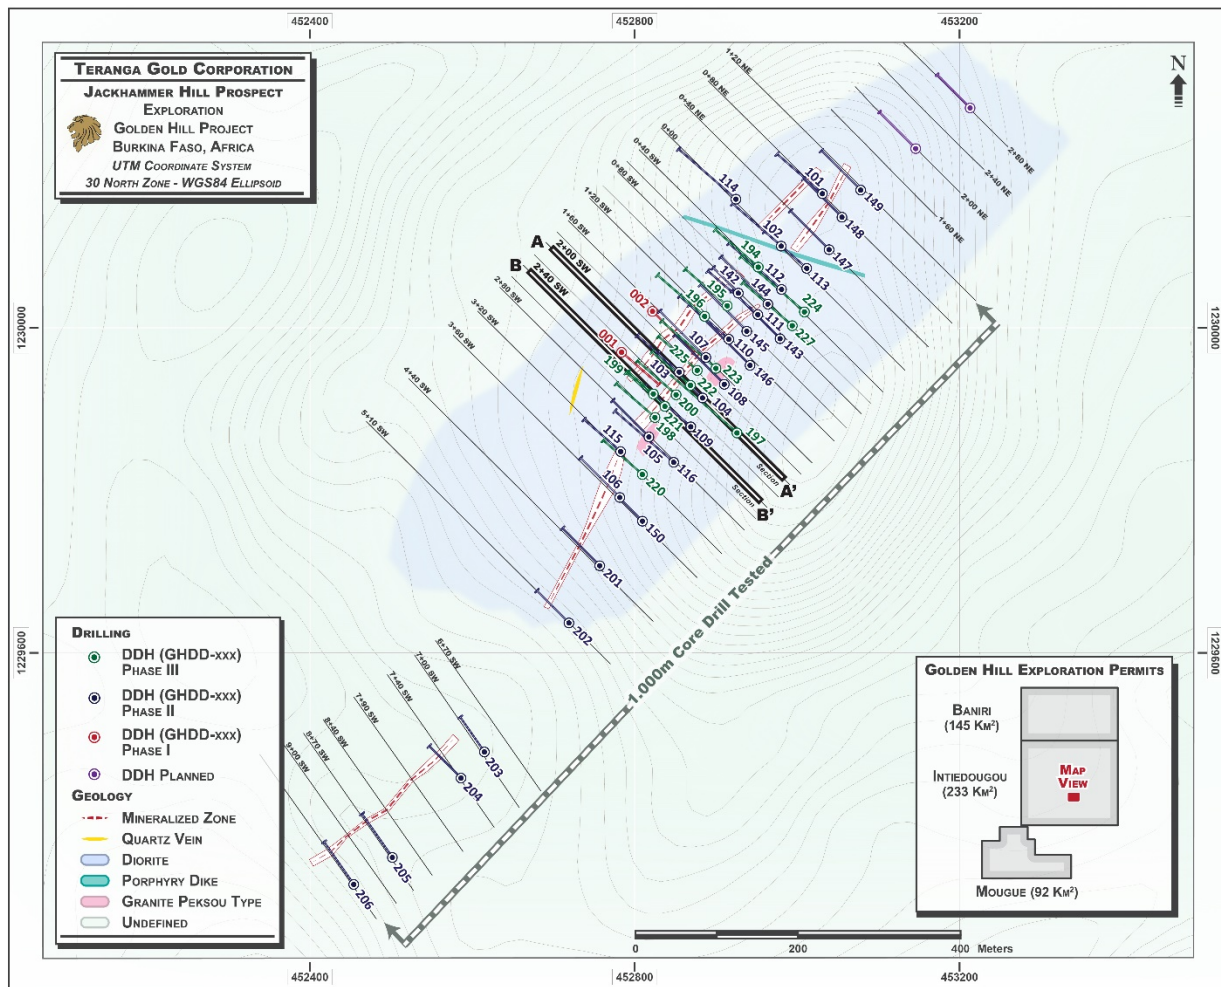 452400
452800
453200
TERANGA GOLD CORPORATION
JACKHAMMER HILL PROSPECT
EXPLORATION
GOLDEN HILL PROJECT
BURKINA FASO, AFRICA
UTM COORDINATE SYSTEM
30 NORTH ZONE - WGS84 ELLIPSOID
N
1+20 NE
0+80 NE
0+40 NE
0+00
0+40 SW
0+80 SW
1+20 SW
1+60 SW
A
2+00 SW
B
2+40 SW
2+80 SW
3+20 SW
3+60 SW
4+40 SW
5+10 SW
2+80 NE
2+40 NE
2+00 NE
1+60 NE
114
101
149
148
102
147
113
194
112
224
142
144
195
111
227
002
196
143
145
110
107
146
001
225
223
103
222
108
199
200
104
221
197
198
109
115
105
116
106
220
150
201
202
Section
A'
Section
B'
1230000
1230000
1229600
1229600
1.000m Core Drill Tested
6+70 SW
7+00 SW
7+40 SW
7+90 SW
8+40 SW
8+70 SW
9+00 SW
203
204
205
206
DRILLING
DDH (GHDD-XXX)
PHASE III
DDH (GHDD-XXX)
PHASE II
DDH (GHDD-XXX)
PHASE I
DDH PLANNED
GEOLOGY
MINERALIZED ZONE
QUARTZ VEIN
DIORITE
PORPHYRY DIKE
GRANITE PEKSOU TYPE
UNDEFINED
GOLDEN HILL EXPLORATION PERMITS
BANIRI
(145 KM²)
INTIEDOUGOU
(233 KM²)
MAP
VIEW
MOUGUE (92 KM²)
0
200
400
Meters
452400
452800
453200